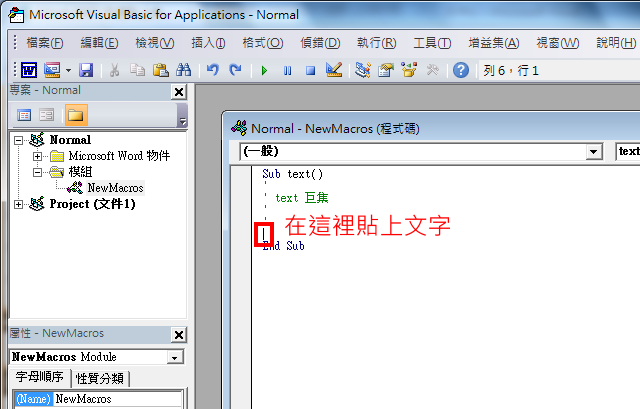 Microsoft Visual Basic for Applications - Normal
檔案(F) 編輯(E) 檢視(V) 插入(I) 格式(O) 偵錯(D) 執行(R) 工具(T) 增益集(A) 視窗(W) 說明(H)
列 6, 行 1
專案 - Normal
Normal
Microsoft Word 物件
模組
NewMacros
Project (文件1)
屬性 - NewMacros
NewMacros Module
字母順序 性質分類
(Name) NewMacros
Normal - NewMacros (程式碼)
(一般) text
Sub text()
'
' text 巨集
'
'
End Sub
在這裡貼上文字